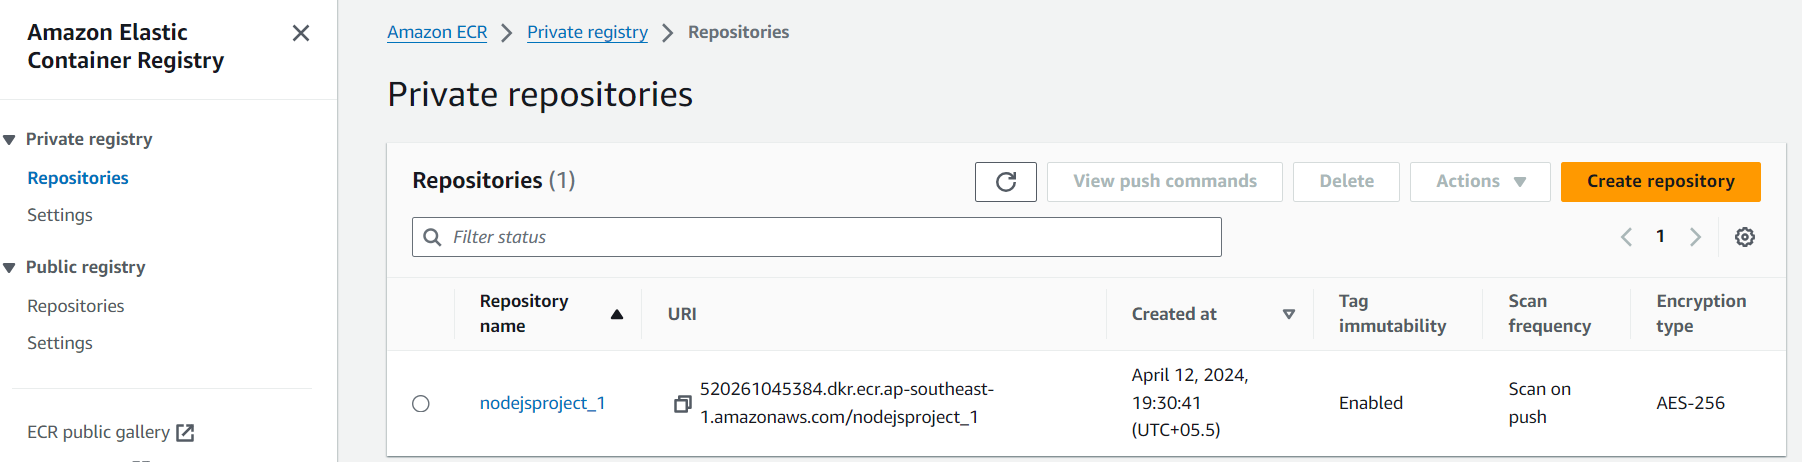 Amazon Elastic
Container Registry
Private registry
Repositories
Settings
Public registry
Repositories
Settings
ECR public gallery
Amazon ECR > Private registry > Repositories
Private repositories
Repositories (1)
View push commands
Delete
Actions
Create repository
Filter status
1
Repository
name
URI
Created at
Tag
immutability
Scan
frequency
Encryption
type
nodejsproject_1
520261045384.dkr.ecr.ap-southeast-
1.amazonaws.com/nodejsproject_1
April 12, 2024,
19:30:41
(UTC+05.5)
Enabled
Scan on
push
AES-256